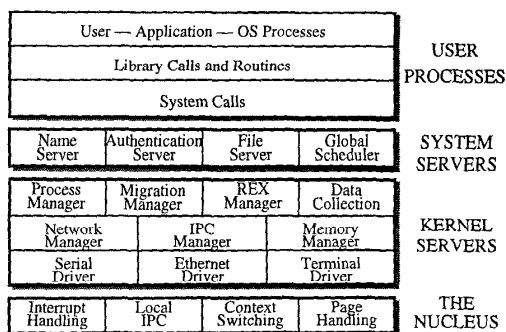 User — Application — OS Processes
Library Calls and Routines
System Calls
USER
PROCESSES
Name
Server
Authentication
Server
File
Server
Global
Scheduler
SYSTEM
SERVERS
Process
Manager
Migration
Manager
REX
Manager
Data
Collection
Network
Manager
IPC
Manager
Memory
Manager
Serial
Driver
Ethernet
Driver
Terminal
Driver
KERNEL
SERVERS
Interrupt
Handling
Local
IPC
Context
Switching
Page
Handling
THE
NUCLEUS